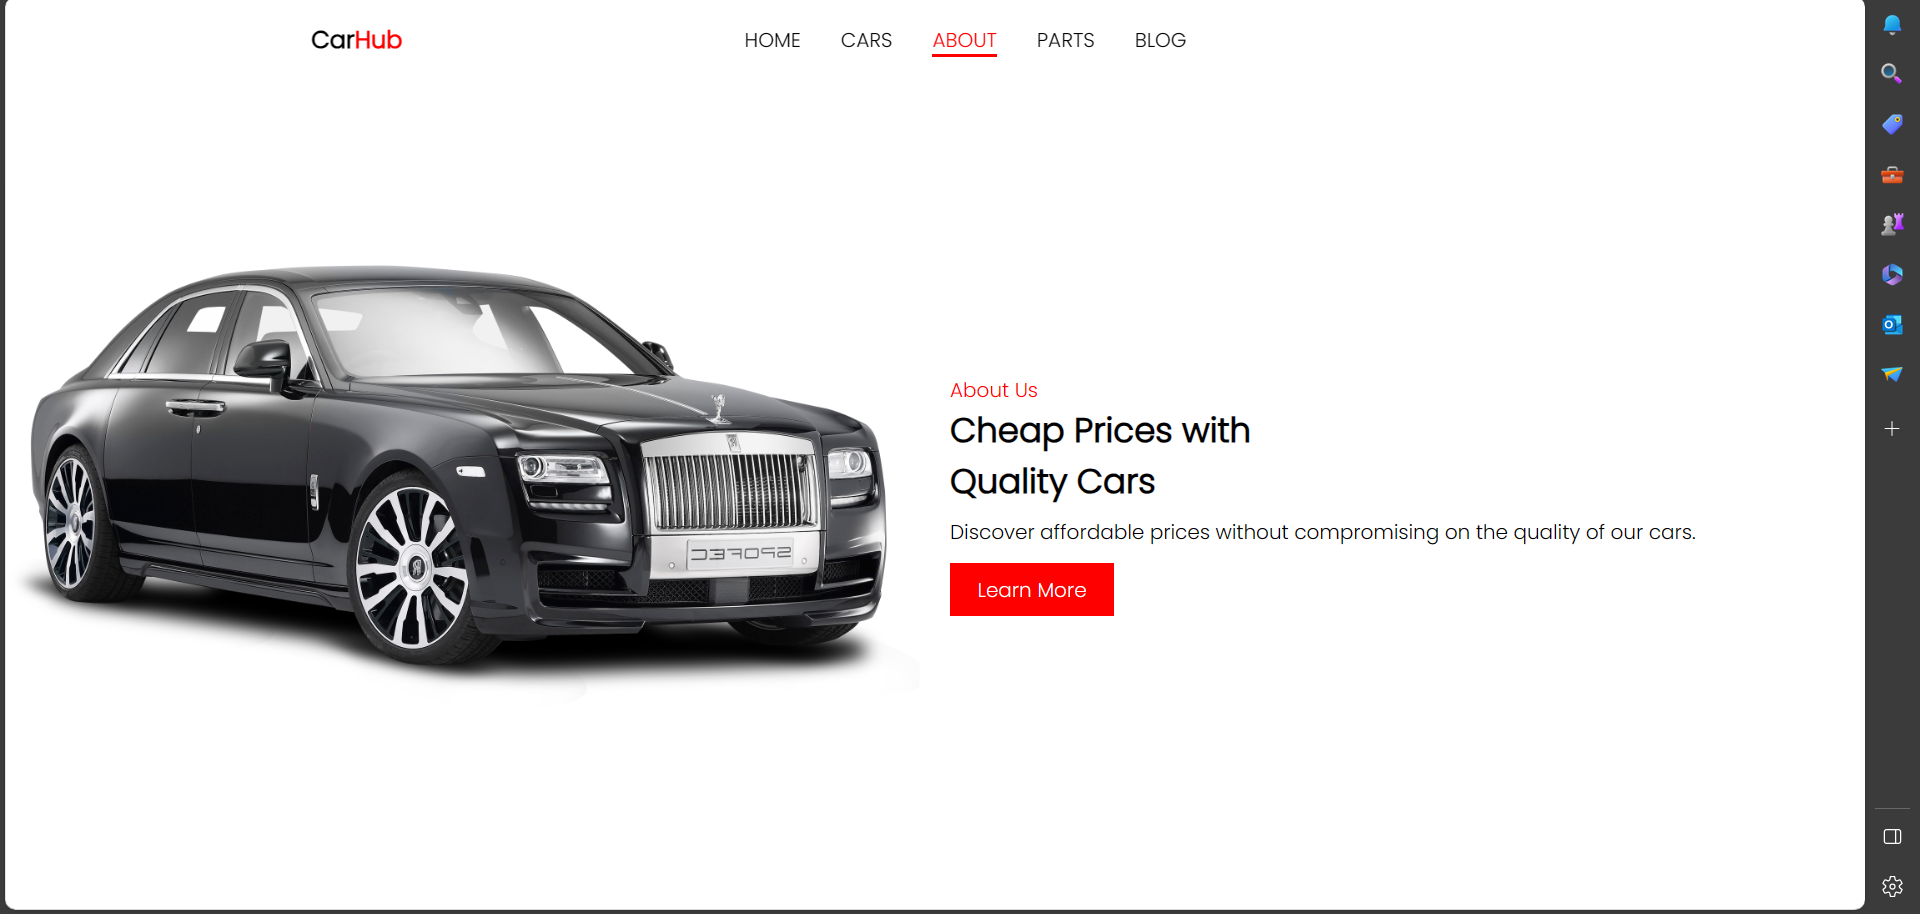 CarHub
HOME CARS ABOUT PARTS BLOG
About Us
Cheap Prices with
Quality Cars
Discover affordable prices without compromising on the quality of our cars.
Learn More
SPOFEC